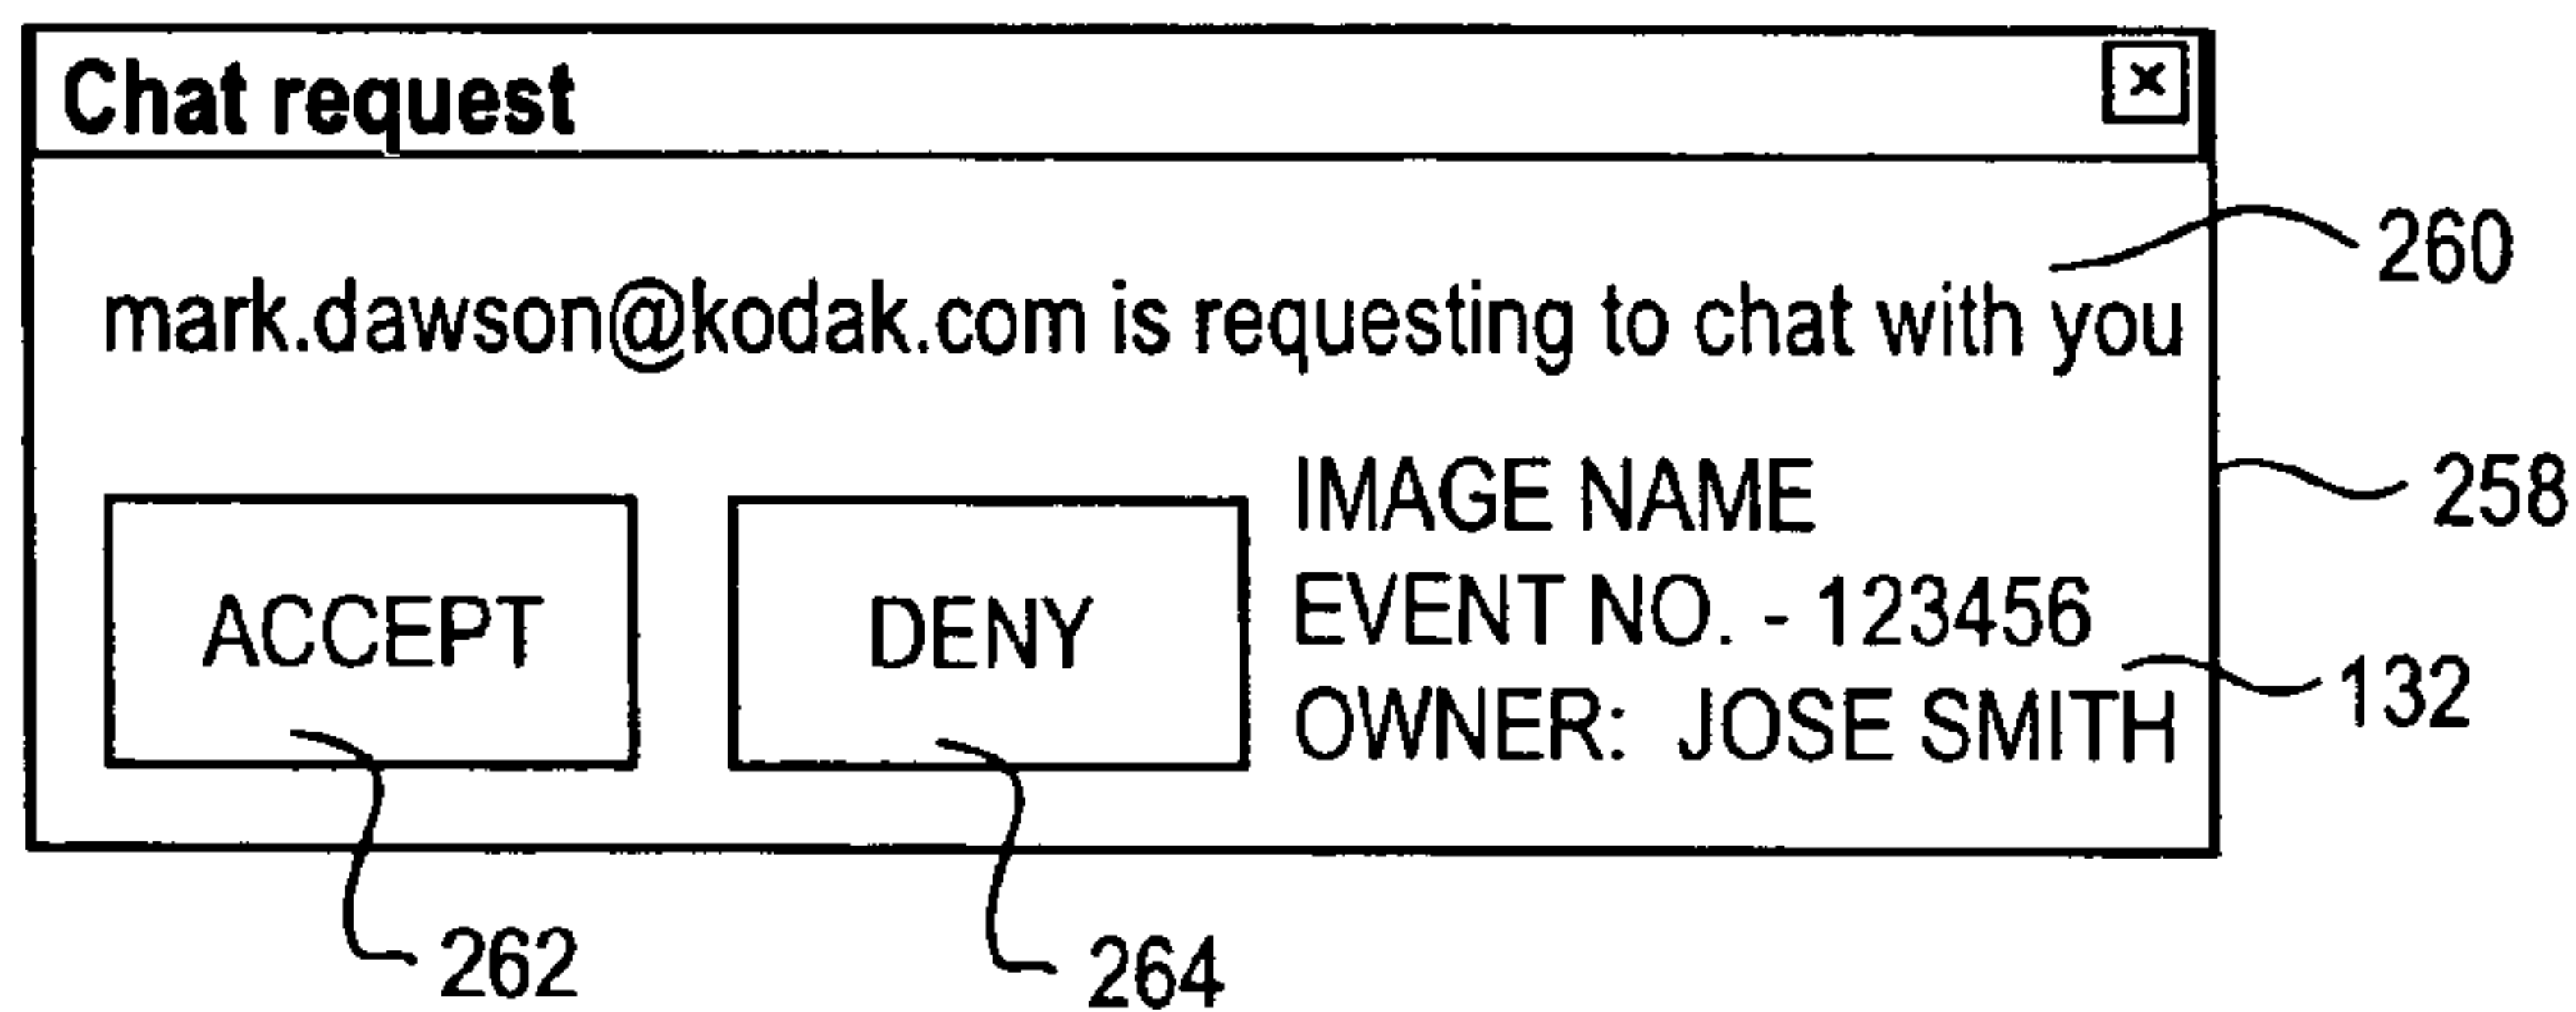 Chat request x
260
mark.dawson@kodak.com is requesting to chat with you
258
IMAGE NAME
ACCEPT DENY EVENT NO. - 123456
132
OWNER: JOSE SMITH
262 264